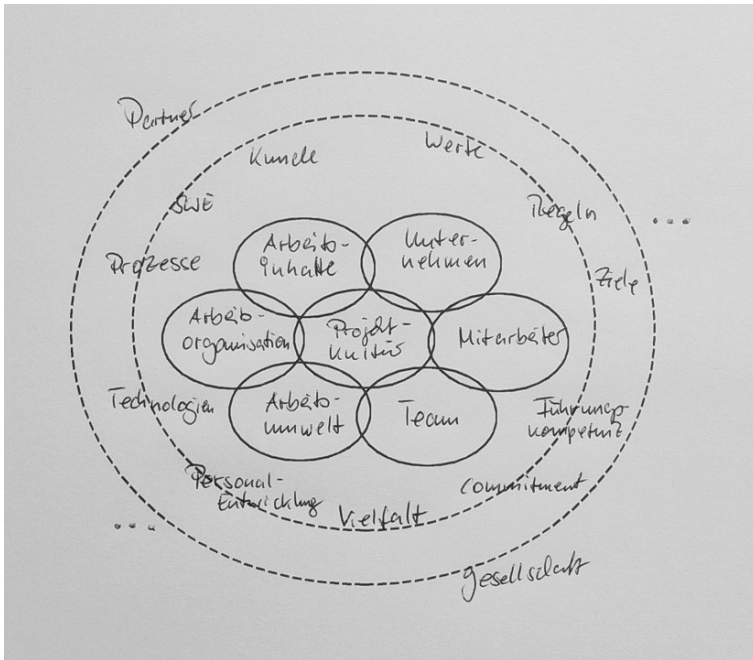 Partner
Kunde
Werte
SWE
Regeln
...
Prozesse
Arbeits-
inhalte
Unter-
nehmen
Ziele
Arbeits-
organisation
Projekt-
kultur
Mitarbeiter
Technologien
Arbeits-
umwelt
Team
Führungs-
kompetenz
Personal-
Entwicklung
Commitment
Vielfalt
...
Gesellschaft